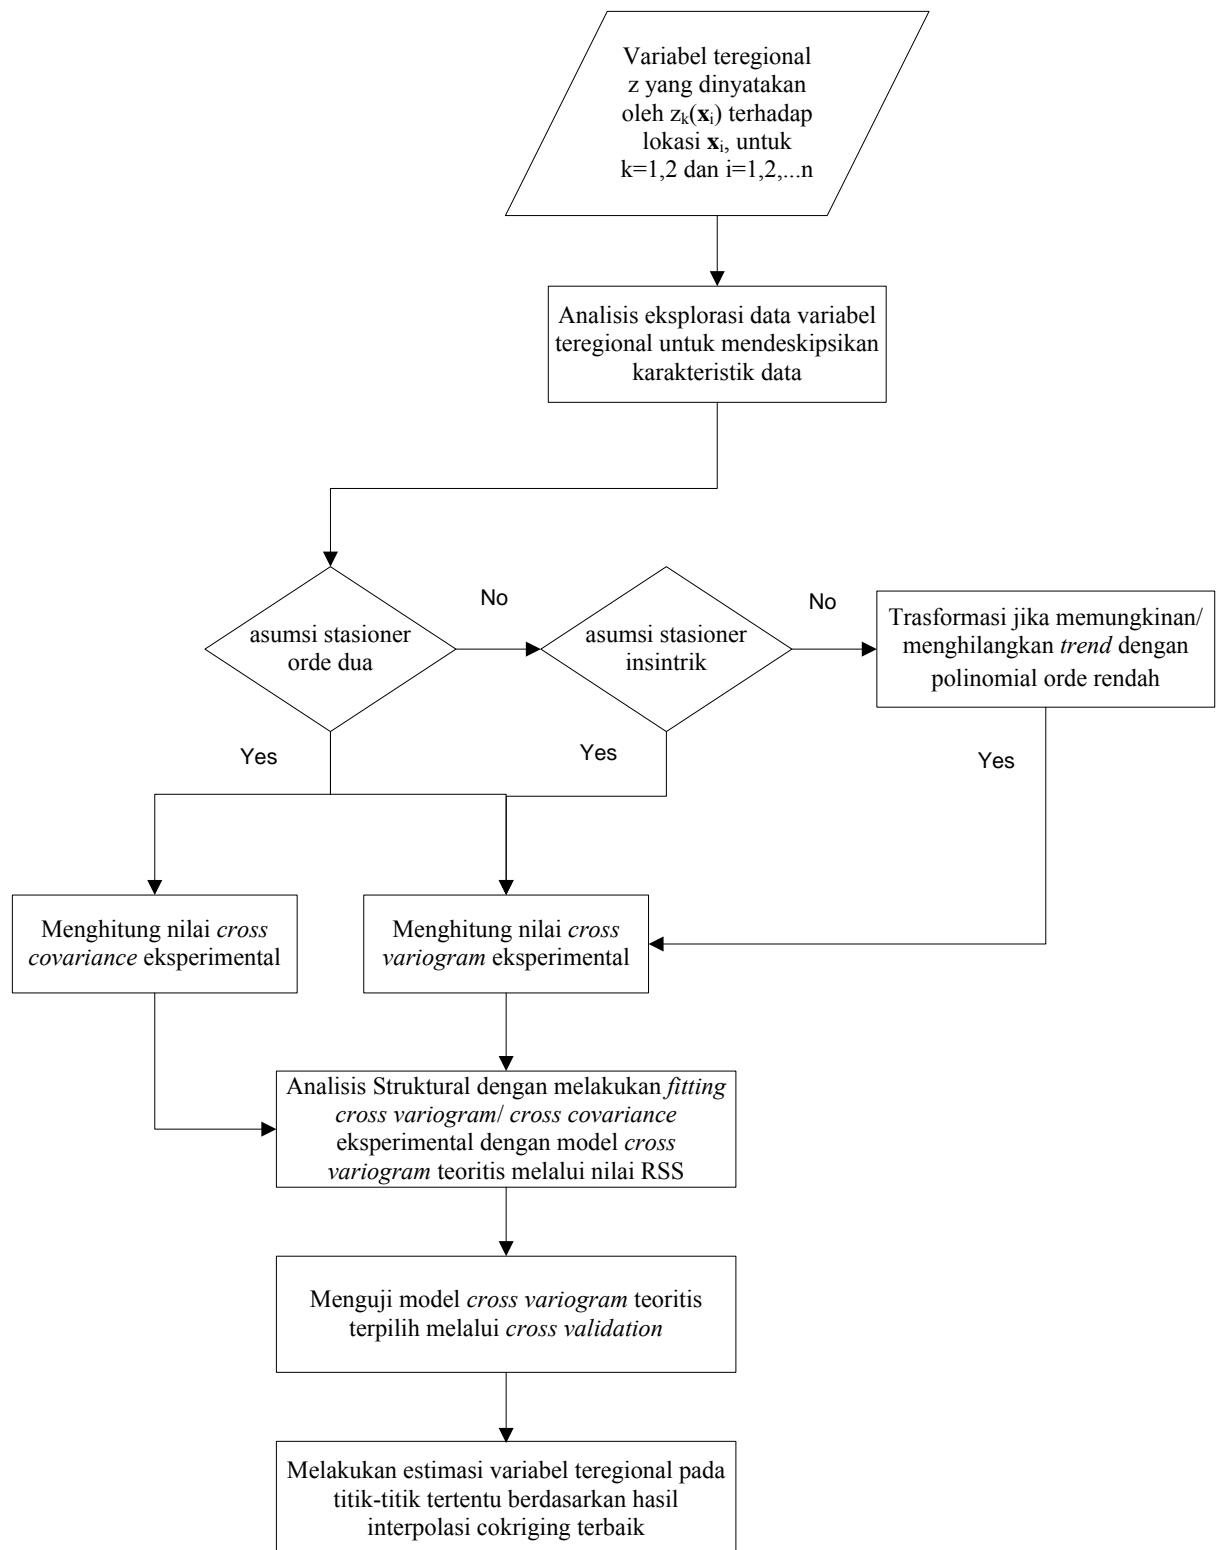 Variabel teregional
z yang dinyatakan
oleh zk(xi) terhadap
lokasi xi, untuk
k=1,2 dan i=1,2,...n
Analisis eksplorasi data variabel
teregional untuk mendeskipsikan
karakteristik data
asumsi stasioner
orde dua
No
asumsi stasioner
insintrik
No
Trasformasi jika memungkinan/
menghilangkan trend dengan
polinomial orde rendah
Yes
Yes
Yes
Menghitung nilai cross
covariance eksperimental
Menghitung nilai cross
variogram eksperimental
Analisis Struktural dengan melakukan fitting
cross variogram/ cross covariance
eksperimental dengan model cross
variogram teoritis melalui nilai RSS
Menguji model cross variogram teoritis
terpilih melalui cross validation
Melakukan estimasi variabel teregional pada
titik-titik tertentu berdasarkan hasil
interpolasi cokriging terbaik